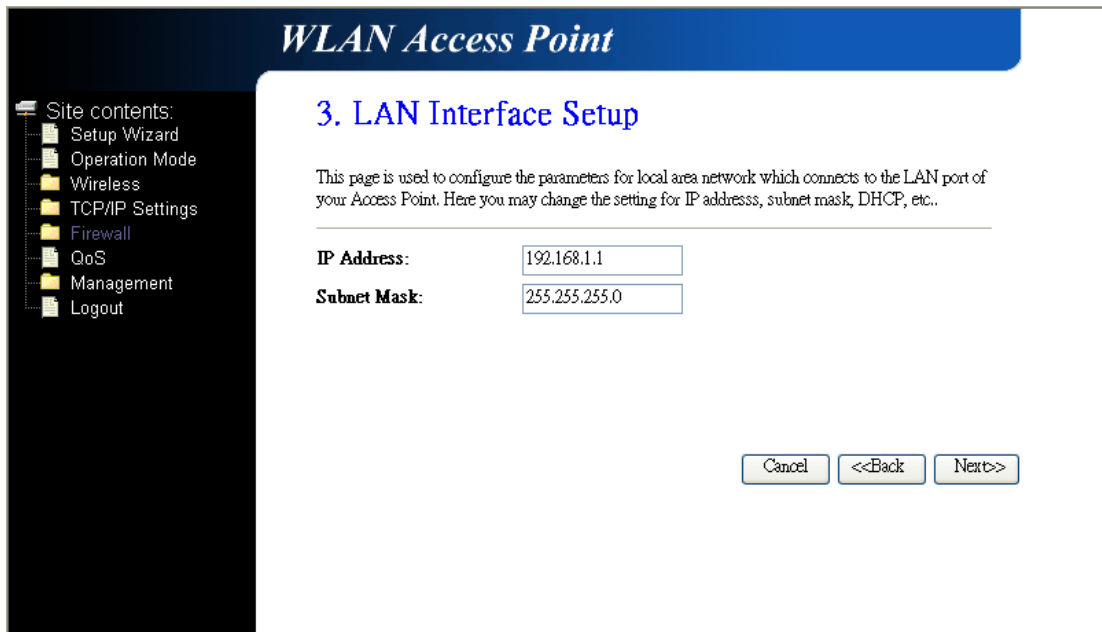 WLAN Access Point
Site contents:
Setup Wizard
Operation Mode
Wireless
TCP/IP Settings
Firewall
QoS
Management
Logout
3. LAN Interface Setup
This page is used to configure the parameters for local area network which connects to the LAN port of
your Access Point. Here you may change the setting for IP addresss, subnet mask, DHCP, etc..
IP Address: 192.168.1.1
Subnet Mask: 255.255.255.0
Cancel <<Back Next>>